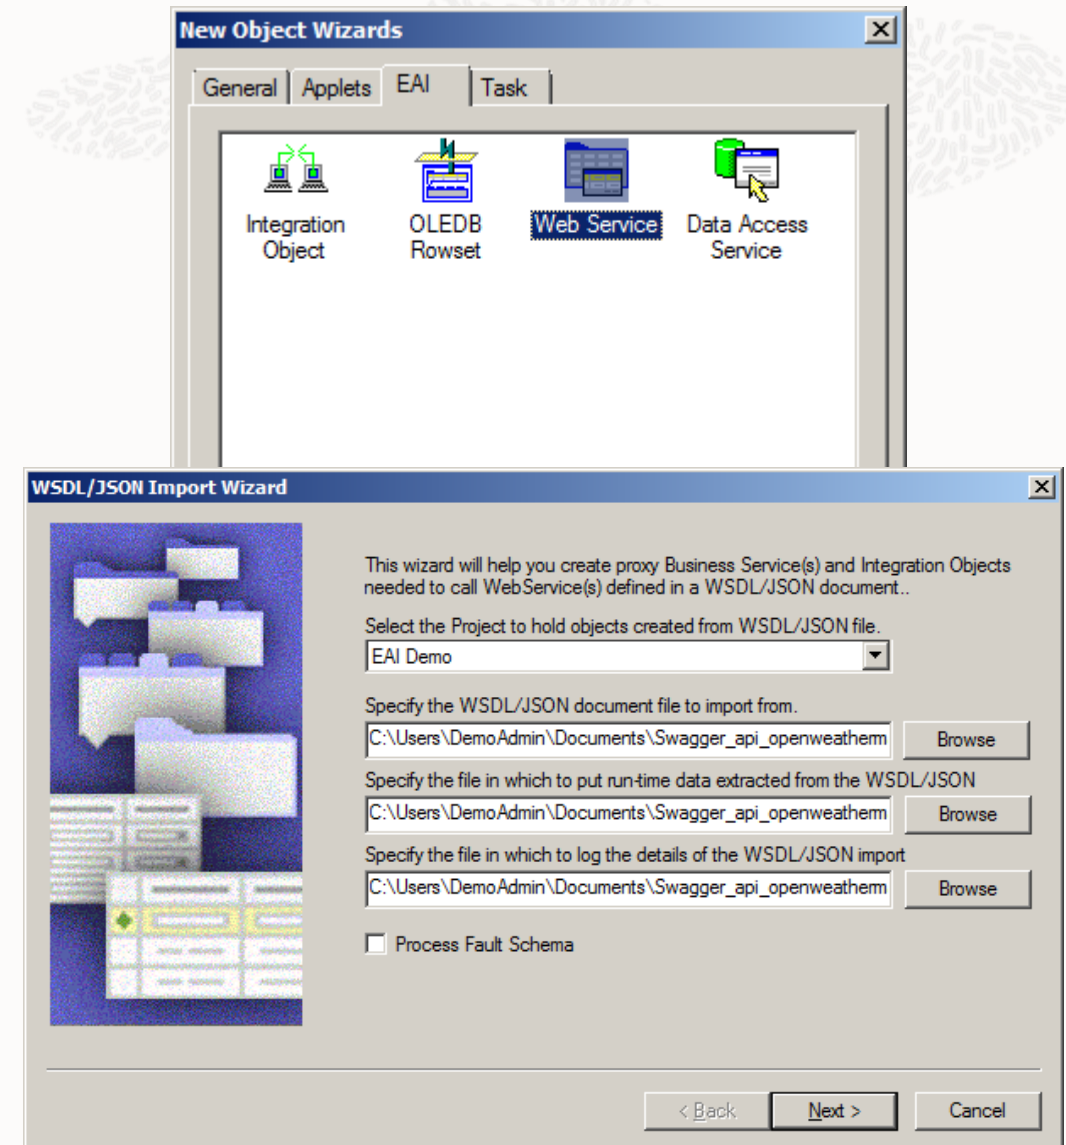 New Object Wizards
General Applets EAI Task
Integration Object
OLEDB Rowset
Web Service
Data Access Service
WSDL/JSON Import Wizard
This wizard will help you create proxy Business Service(s) and Integration Objects
needed to call WebService(s) defined in a WSDL/JSON document..
Select the Project to hold objects created from WSDL/JSON file.
EAI Demo
Specify the WSDL/JSON document file to import from.
C:\Users\DemoAdmin\Documents\Swagger_api_openweatherm Browse
Specify the file in which to put run-time data extracted from the WSDL/JSON
C:\Users\DemoAdmin\Documents\Swagger_api_openweatherm Browse
Specify the file in which to log the details of the WSDL/JSON import
C:\Users\DemoAdmin\Documents\Swagger_api_openweatherm Browse
Process Fault Schema
< Back Next > Cancel